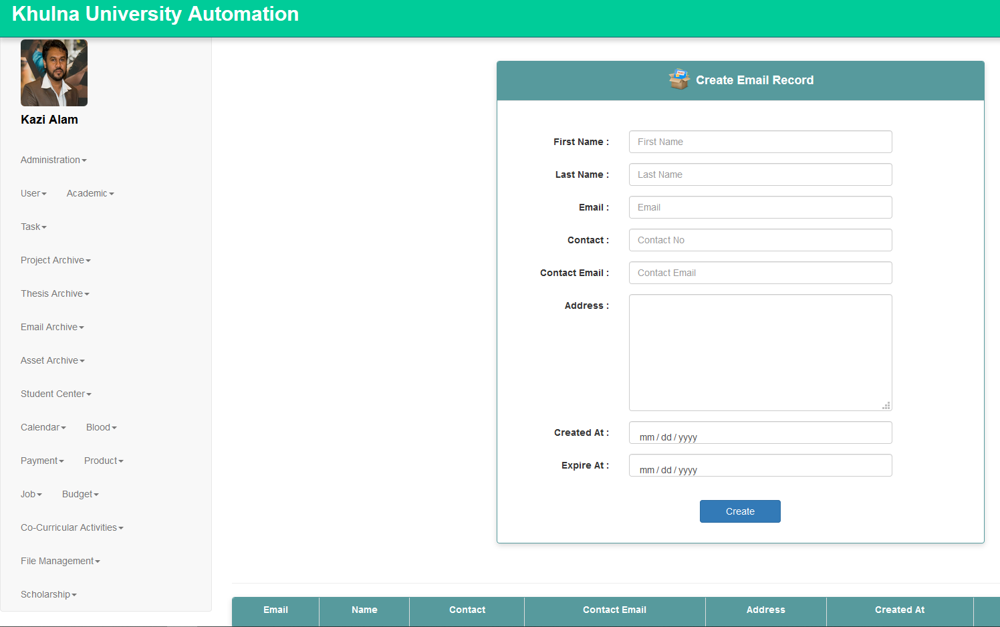 Khulna University Automation
Kazi Alam
Administration
User Academic
Task
Project Archive
Thesis Archive
Email Archive
Asset Archive
Student Center
Calendar Blood
Payment Product
Job Budget
Co-Curricular Activities
File Management
Scholarship
Create Email Record
First Name : First Name
Last Name : Last Name
Email : Email
Contact : Contact No
Contact Email : Contact Email
Address :
Created At : mm / dd / yyyy
Expire At : mm / dd / yyyy
Create
Email Name Contact Contact Email Address Created At